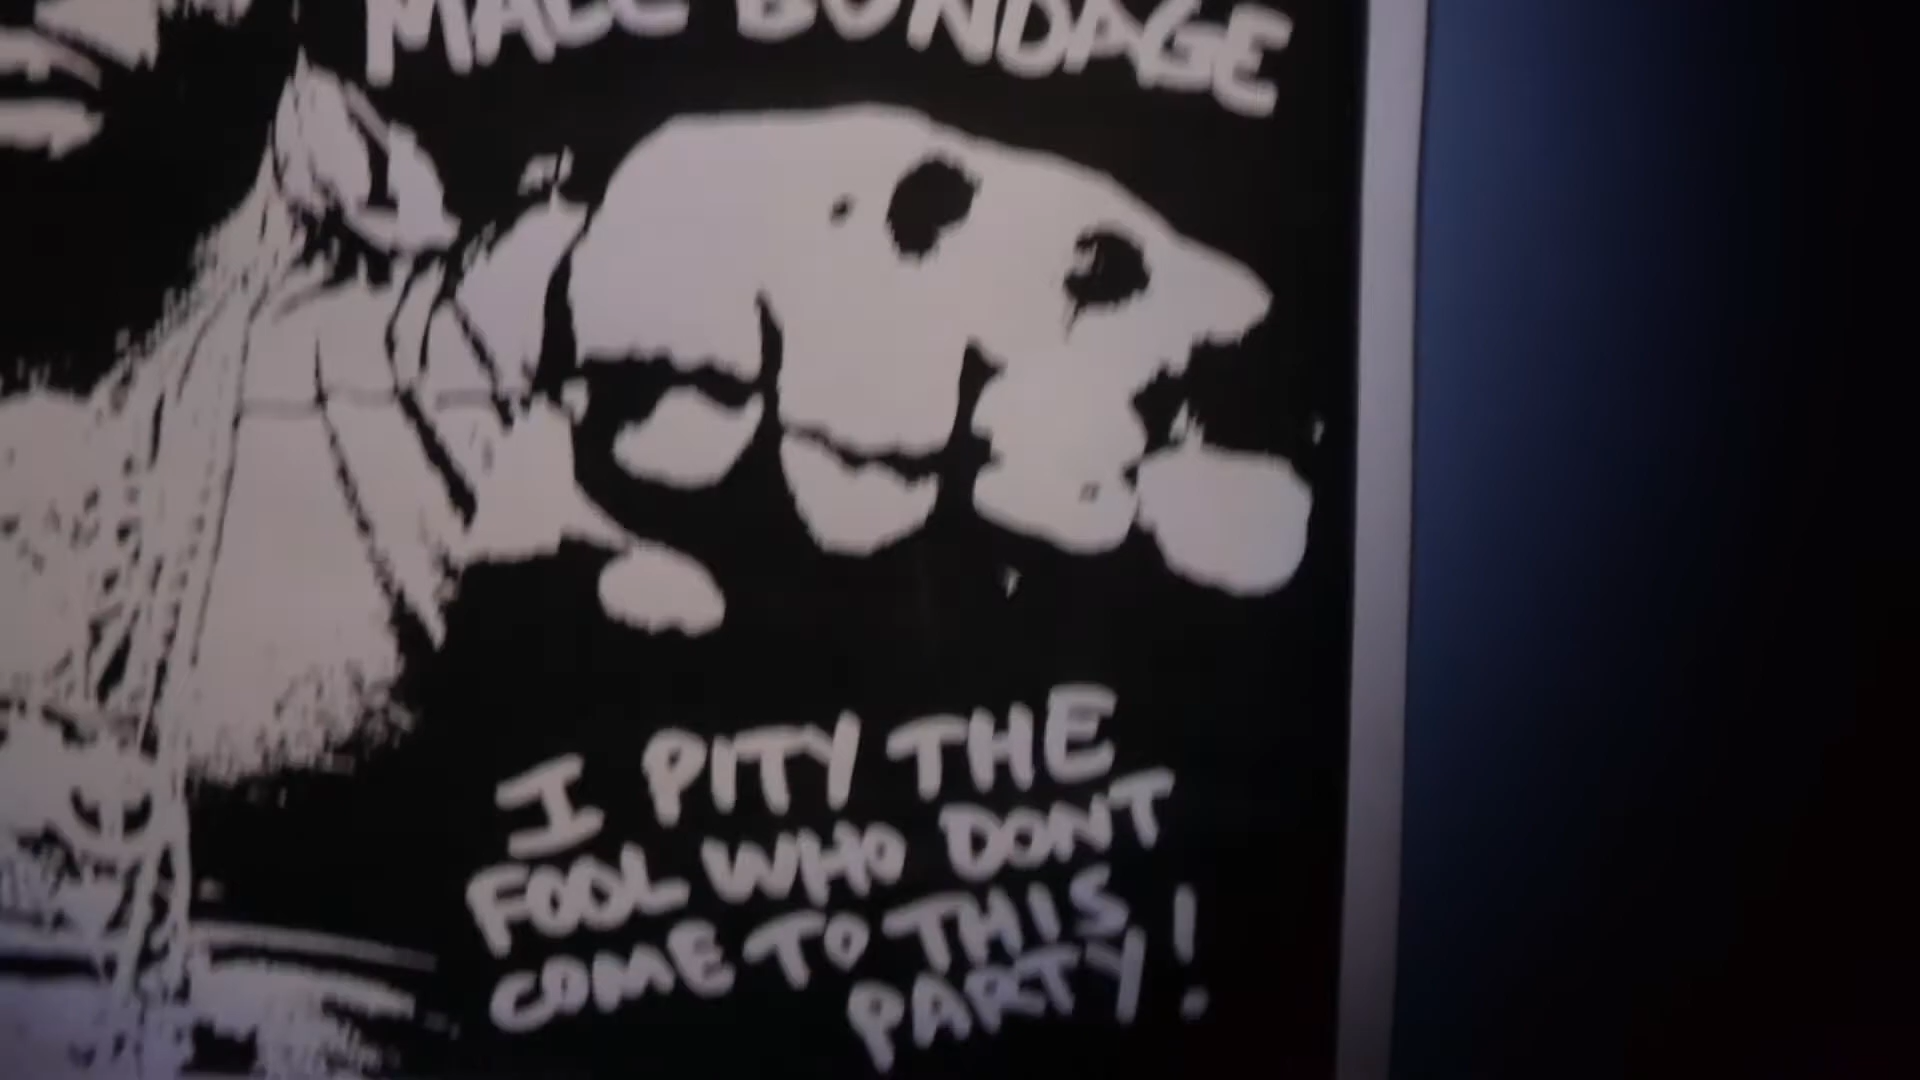 MALE BONDAGE
I PITY THE
FOOL WHO DONT
COME TO THIS
PARTY!